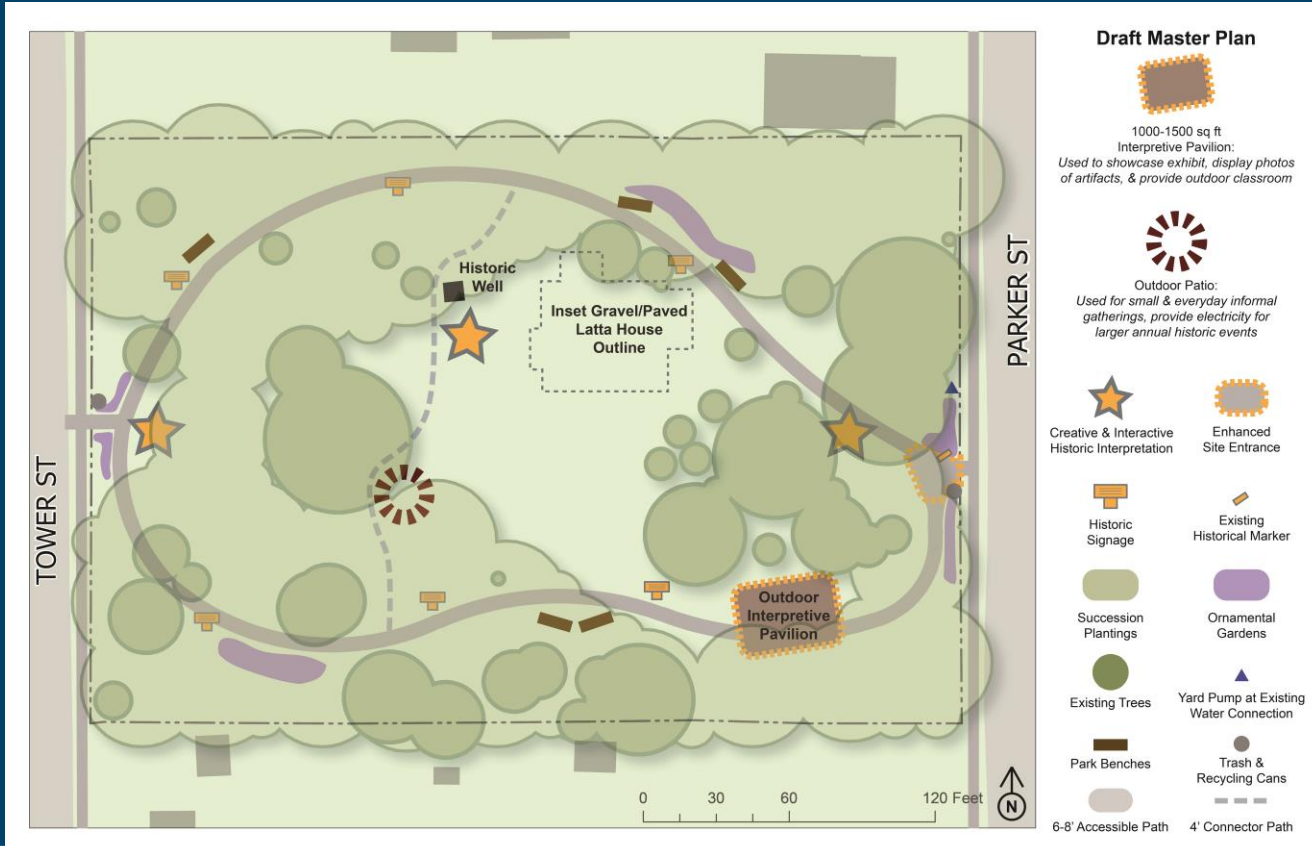 Draft Master Plan
1000-1500 sq ft
Interpretive Pavilion:
Used to showcase exhibit, display photos
of artifacts, & provide outdoor classroom
Outdoor Patio:
Used for small & everyday informal
gatherings, provide electricity for
larger annual historic events
Creative & Interactive
Historic Interpretation
Enhanced
Site Entrance
Historic
Signage
Existing
Historical Marker
Succession
Plantings
Ornamental
Gardens
Existing Trees
Yard Pump at Existing
Water Connection
Park Benches
Trash &
Recycling Cans
6-8' Accessible Path
4' Connector Path
TOWER ST
PARKER ST
Historic
Well
Inset Gravel/Paved
Latta House
Outline
Outdoor
Interpretive
Pavilion
0 30 60 120 Feet
N